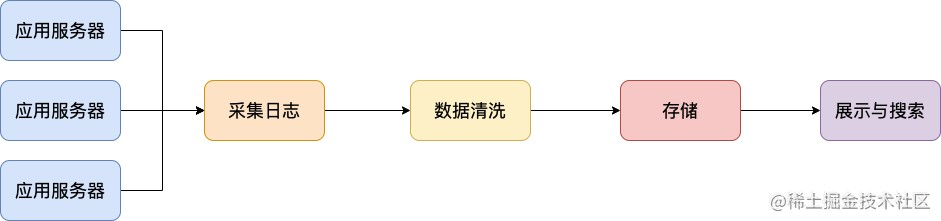 应用服务器
应用服务器
应用服务器
采集日志
数据清洗
存储
展示与搜索
@稀土掘金技术社区